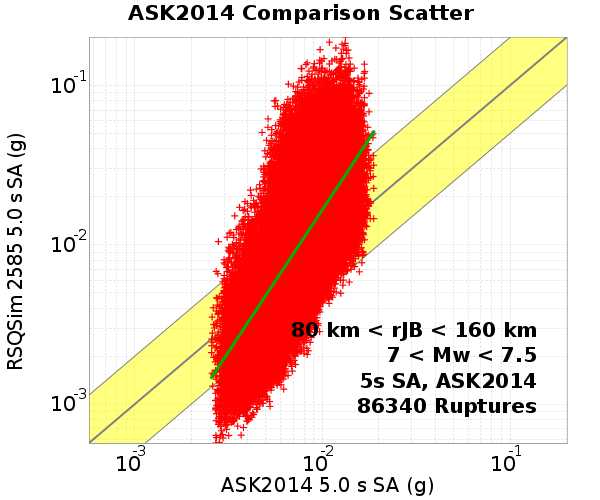 ASK2014 Comparison Scatter
RSQSim 2585 5.0 s SA (g)
10-1
10-2
10-3
80 km < rJB < 160 km
7 < Mw < 7.5
5s SA, ASK2014
86340 Ruptures
10-3 10-2 10-1
ASK2014 5.0 s SA (g)